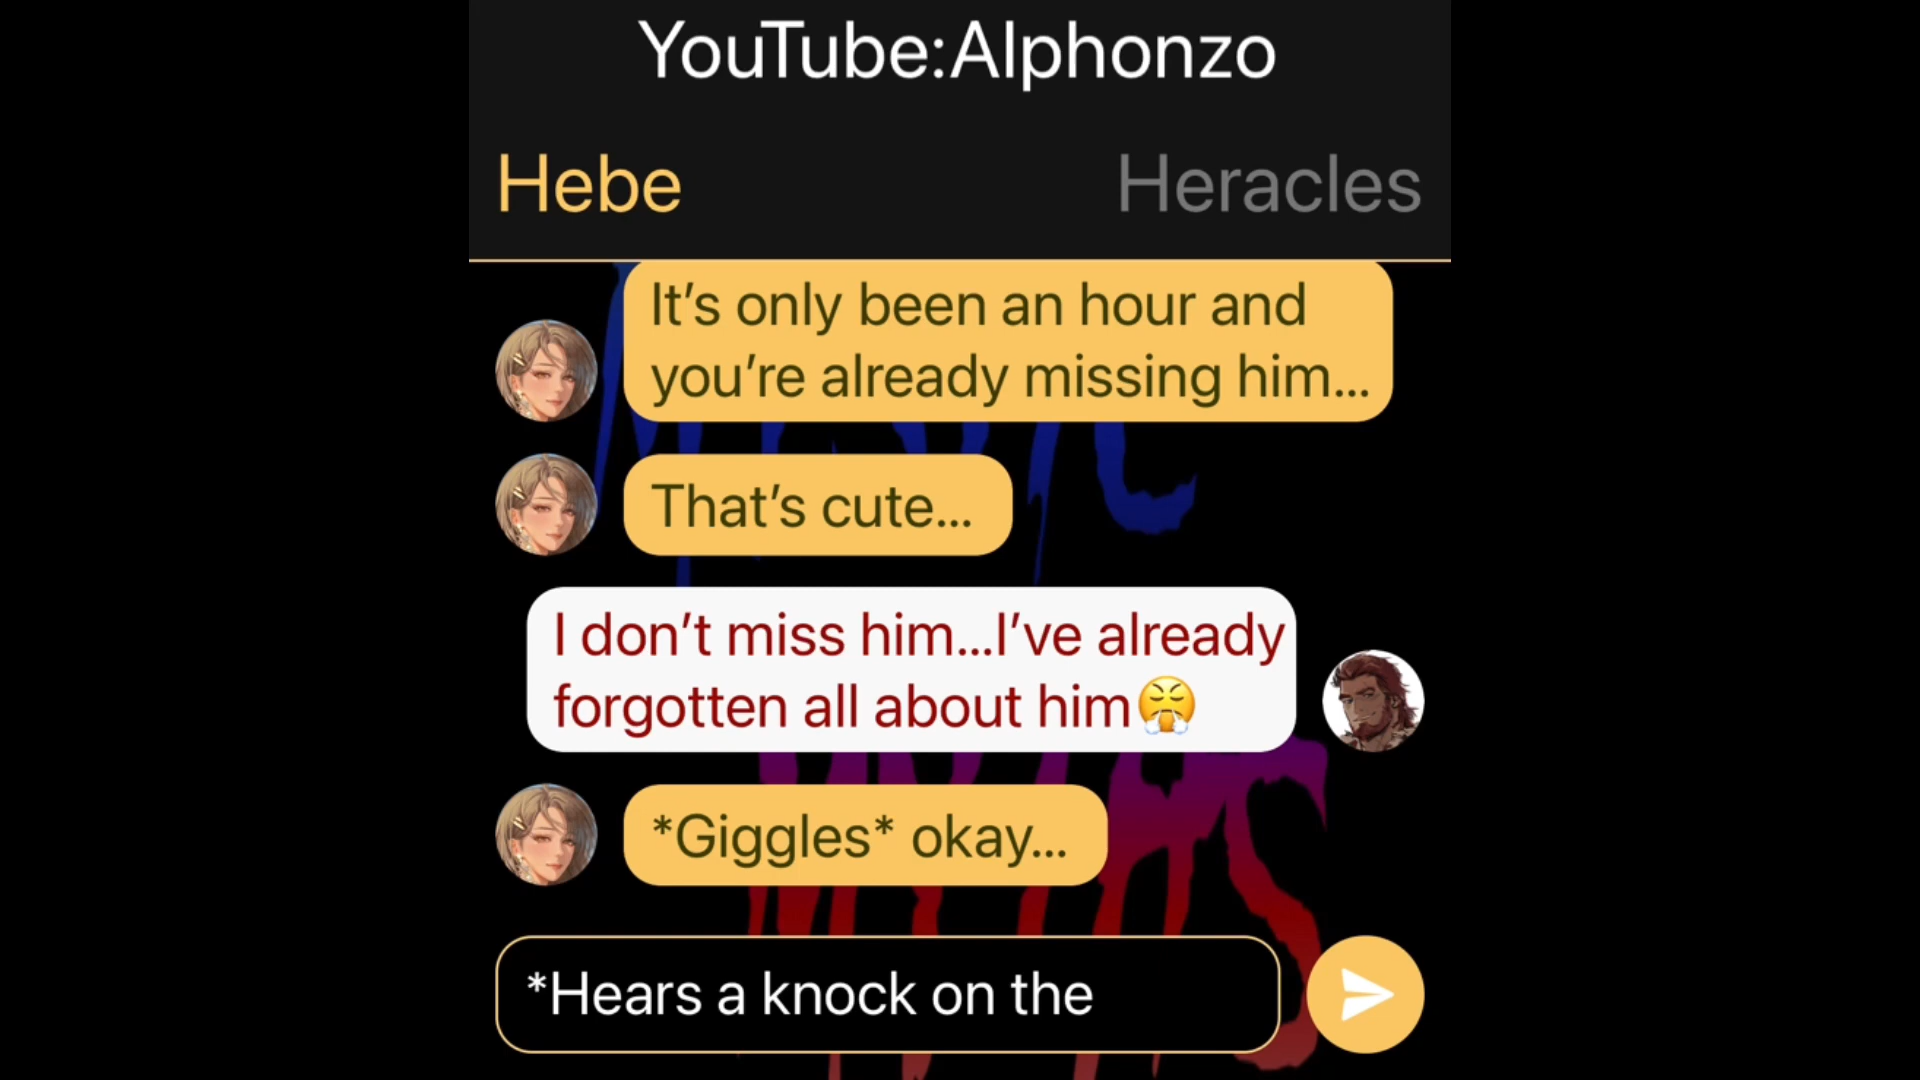 YouTube:Alphonzo
Hebe
Heracles
It’s only been an hour and
you’re already missing him...
That’s cute...
I don’t miss him...I’ve already
forgotten all about him😤
*Giggles* okay...
*Hears a knock on the